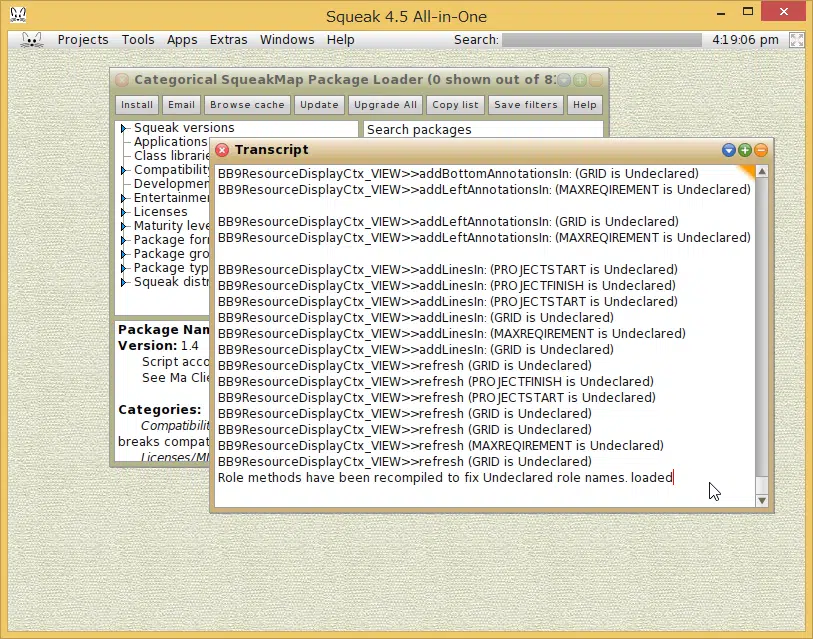 Squeak 4.5 All-in-One
Projects Tools Apps Extras Windows Help Search: 4:19:06 pm
Categorical SqueakMap Package Loader (0 shown out of 8
Install Email Browse cache Update Upgrade All Copy list Save filters Help
Squeak versions
Search packages
Applications
Class librarie
Compatibility
Developmen
Entertainmen
Licenses
Maturity leve
Package forr
Package gro
Package typ
Squeak distr
Package Nam
Version: 1.4
Script acco
See Ma Clie
Categories:
Compatibilit
breaks compat
Licenses/MI
Transcript
BB9ResourceDisplayCtx_VIEW>>addBottomAnnotationsIn: (GRID is Undeclared)
BB9ResourceDisplayCtx_VIEW>>addLeftAnnotationsIn: (MAXREQIREMENT is Undeclared)
BB9ResourceDisplayCtx_VIEW>>addLeftAnnotationsIn: (GRID is Undeclared)
BB9ResourceDisplayCtx_VIEW>>addLeftAnnotationsIn: (MAXREQIREMENT is Undeclared)
BB9ResourceDisplayCtx_VIEW>>addLinesIn: (PROJECTSTART is Undeclared)
BB9ResourceDisplayCtx_VIEW>>addLinesIn: (PROJECTFINISH is Undeclared)
BB9ResourceDisplayCtx_VIEW>>addLinesIn: (PROJECTSTART is Undeclared)
BB9ResourceDisplayCtx_VIEW>>addLinesIn: (GRID is Undeclared)
BB9ResourceDisplayCtx_VIEW>>addLinesIn: (MAXREQIREMENT is Undeclared)
BB9ResourceDisplayCtx_VIEW>>addLinesIn: (GRID is Undeclared)
BB9ResourceDisplayCtx_VIEW>>refresh (GRID is Undeclared)
BB9ResourceDisplayCtx_VIEW>>refresh (PROJECTFINISH is Undeclared)
BB9ResourceDisplayCtx_VIEW>>refresh (PROJECTSTART is Undeclared)
BB9ResourceDisplayCtx_VIEW>>refresh (GRID is Undeclared)
BB9ResourceDisplayCtx_VIEW>>refresh (GRID is Undeclared)
BB9ResourceDisplayCtx_VIEW>>refresh (MAXREQIREMENT is Undeclared)
BB9ResourceDisplayCtx_VIEW>>refresh (GRID is Undeclared)
Role methods have been recompiled to fix Undeclared role names. loaded